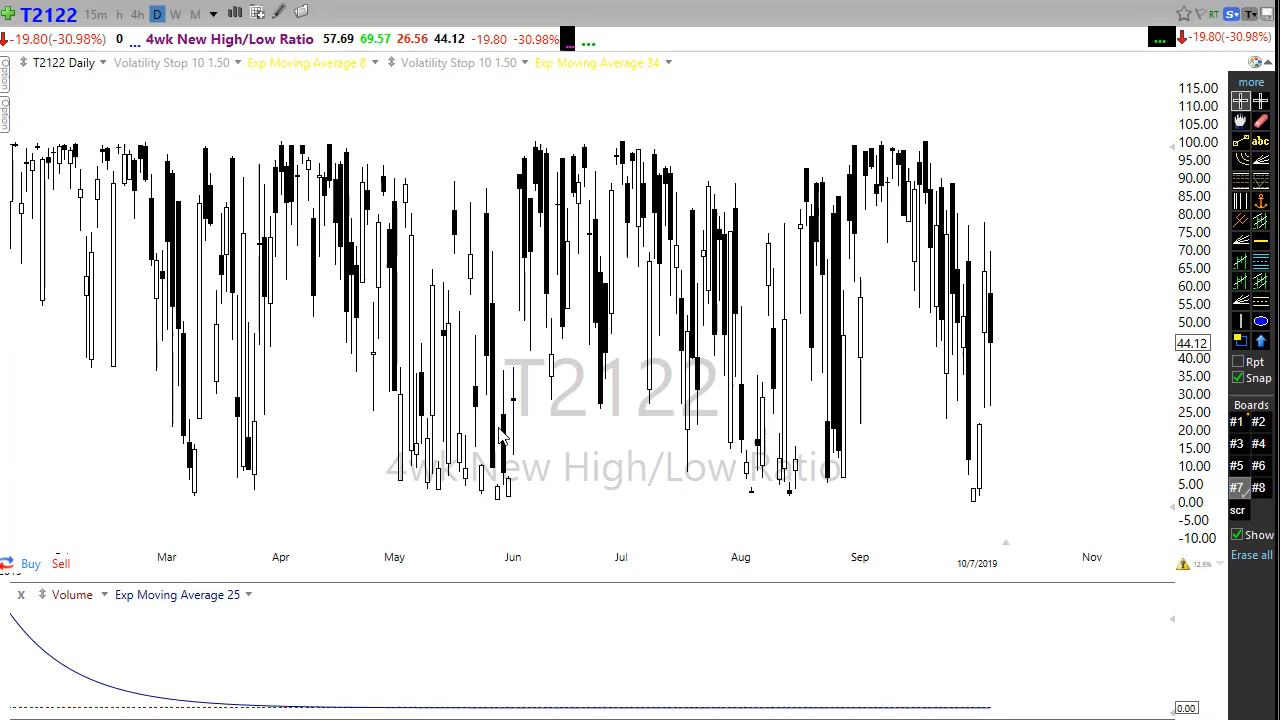 T2122 15m h 4h D W M RT S T
-19.80(-30.98%) 0 ... 4wk New High/Low Ratio 57.69 69.57 26.56 44.12 -19.80 -30.98% ... ... ... -19.80(-30.98%)
T2122 Daily Volatility Stop 10 1.50 Exp Moving Average 8 Volatility Stop 10 1.50 Exp Moving Average 34
Option
Option
more
115.00
110.00
105.00
100.00
95.00
90.00
85.00
80.00
75.00
70.00
65.00
60.00
55.00
50.00
44.12
40.00
35.00
30.00
25.00
20.00
15.00
10.00
5.00
0.00
-5.00
-10.00
abc
Rpt
Snap
Boards
#1 #2
#3 #4
#5 #6
#7 #8
scr
Show
Erase all
T2122
4wk New High/Low Ratio
Mar Apr May Jun Jul Aug Sep 10/7/2019 Nov
Buy Sell
12.5%
X Volume Exp Moving Average 25
0.00